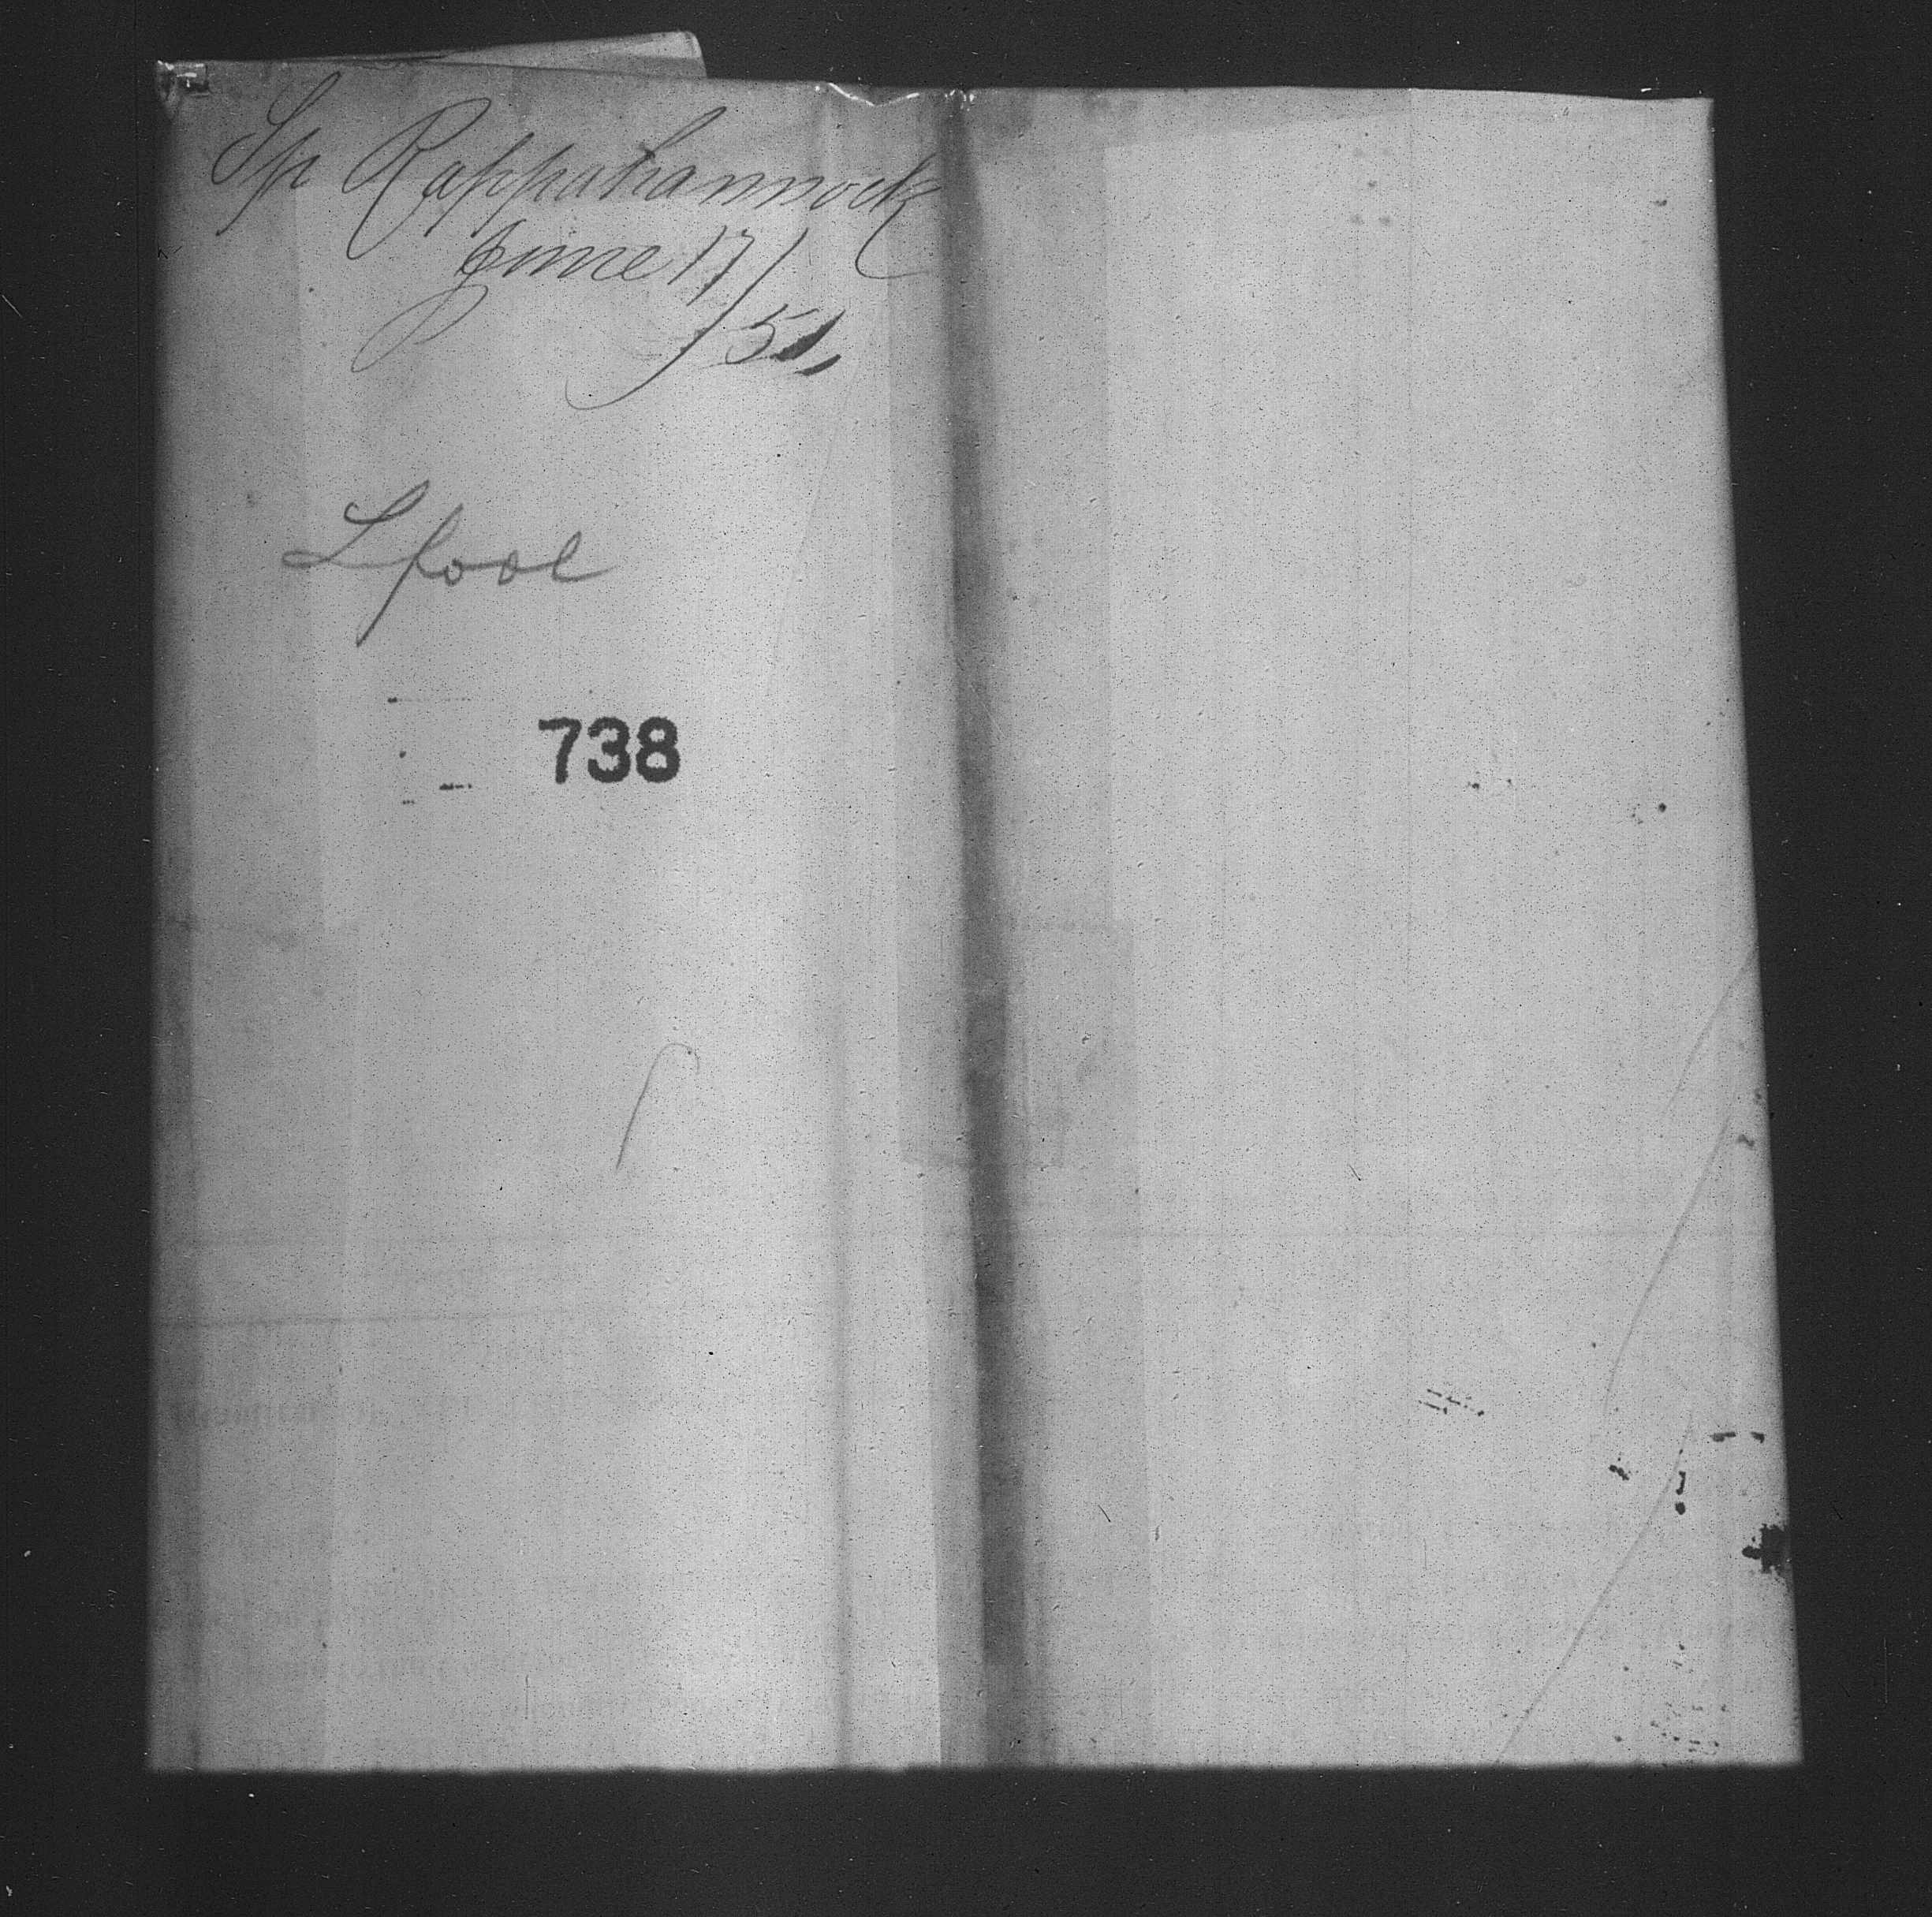 Sp Rappahannock
June 17/
/51
Lpool
738